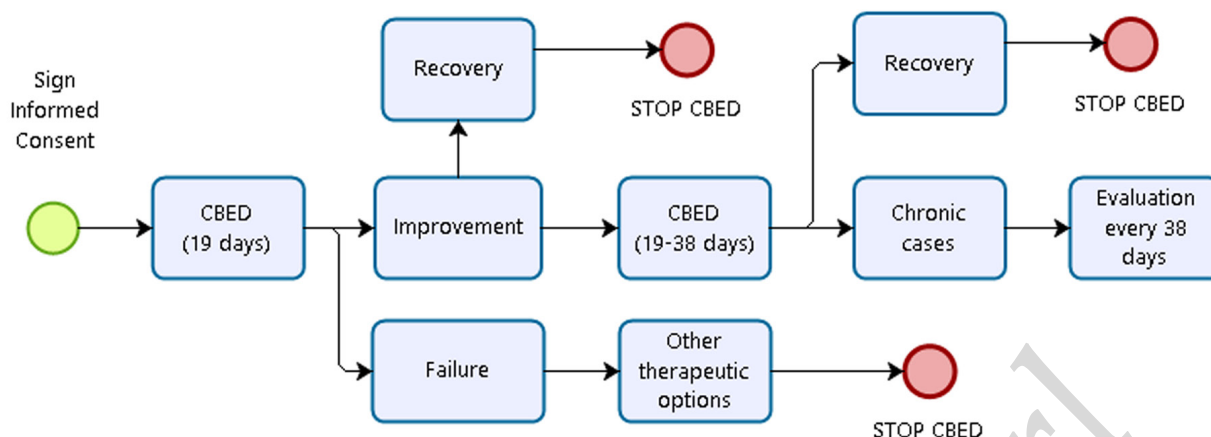 Sign
Informed
Consent
CBED
(19 days)
Improvement
Recovery
STOP CBED
CBED
(19-38 days)
Recovery
STOP CBED
Chronic
cases
Evaluation
every 38
days
Failure
Other
therapeutic
options
STOP CBED